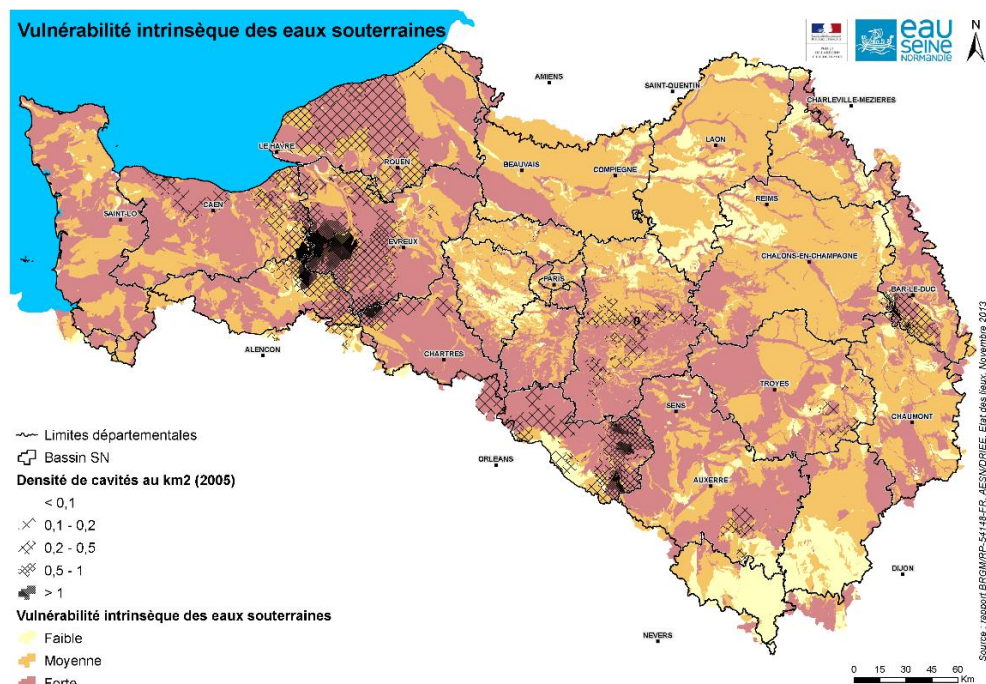 Vulnérabilité intrinsèque des eaux souterraines
eau
SEINE
NORMANDIE
N
AMIENS
SAINT-QUENTIN
CHARLEVILLE-MEZIERES
LAON
LE HAVRE
ROUEN
BEAUVAIS
COMPIEGNE
REIMS
CAEN
SAINT-LO
EVREUX
CHALONS-EN-CHAMPAGNE
PARIS
BAR-LE-DUC
ALENCON
CHARTRES
TROYES
SENS
CHAUMONT
ORLEANS
AUXERRE
DIJON
NEVERS
Limites départementales
Bassin SN
Densité de cavités au km2 (2005)
< 0,1
0,1 - 0,2
0,2 - 0,5
0,5 - 1
> 1
Vulnérabilité intrinsèque des eaux souterraines
Faible
Moyenne
Forte
0 15 30 45 60
Km
Source : rapport BRGM/RP-54148-FR. AESN/DRIEE. Etat des lieux. Novembre 2013